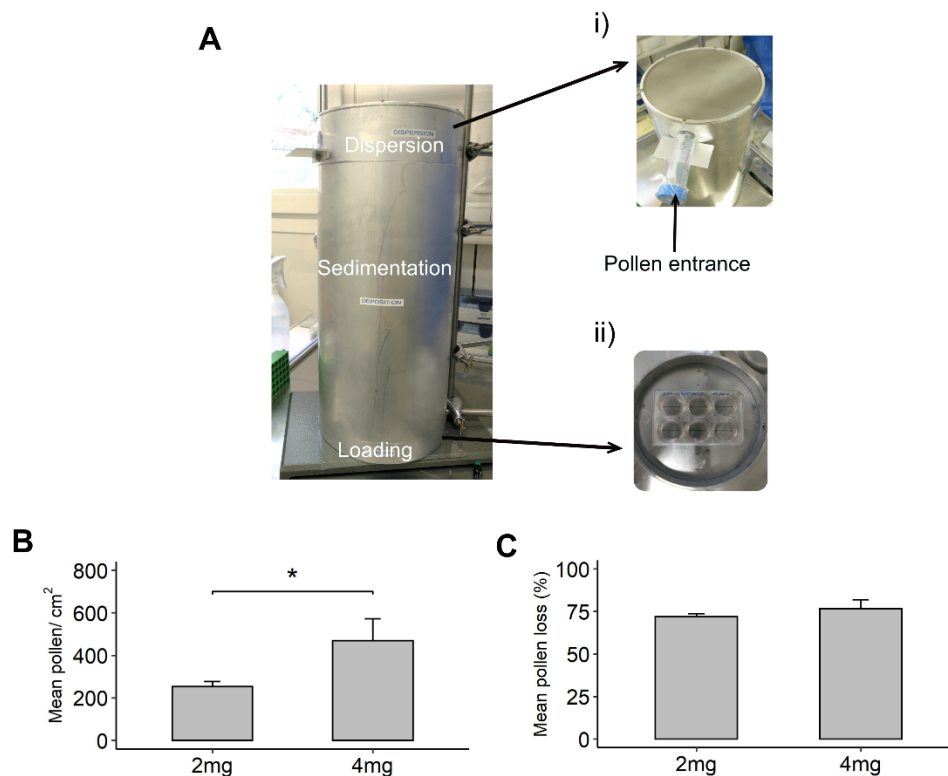 A
i)
DISPERSION
Dispersion
Sedimentation
DEPOSITION
Loading
Pollen entrance
ii)
B
Mean pollen/ cm²
800
600
400
200
0
*
2mg
4mg
C
Mean pollen loss (%)
100
75
50
25
0
2mg
4mg